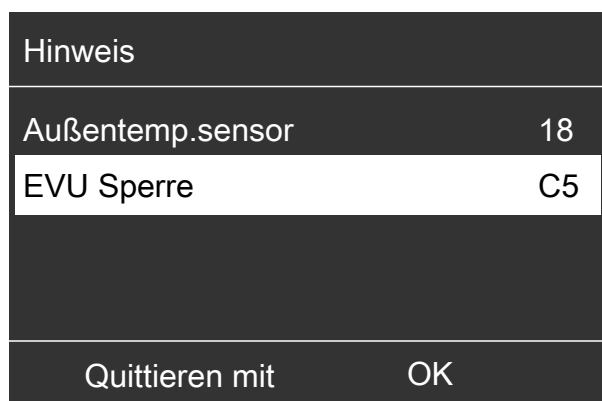 Hinweis
Außentemp.sensor 18
EVU Sperre C5
Quittieren mit OK